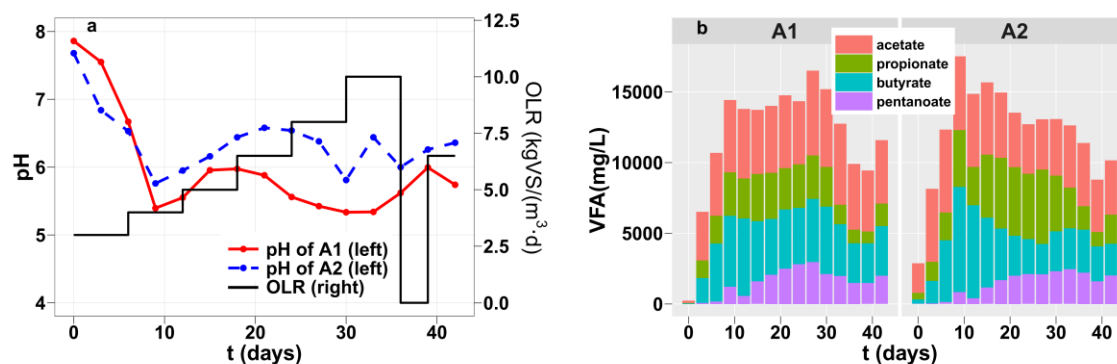 a
8
7
6
5
4
pH
12.5
10.0
7.5
5.0
2.5
0.0
OLR (kgVS/(m³·d)
pH of A1 (left)
pH of A2 (left)
OLR (right)
0
20
40
t (days)
b
A1
A2
acetate
propionate
butyrate
pentanoate
15000
10000
5000
0
VFA(mg/L)
0 10 20 30 40
0 10 20 30 40
t (days)